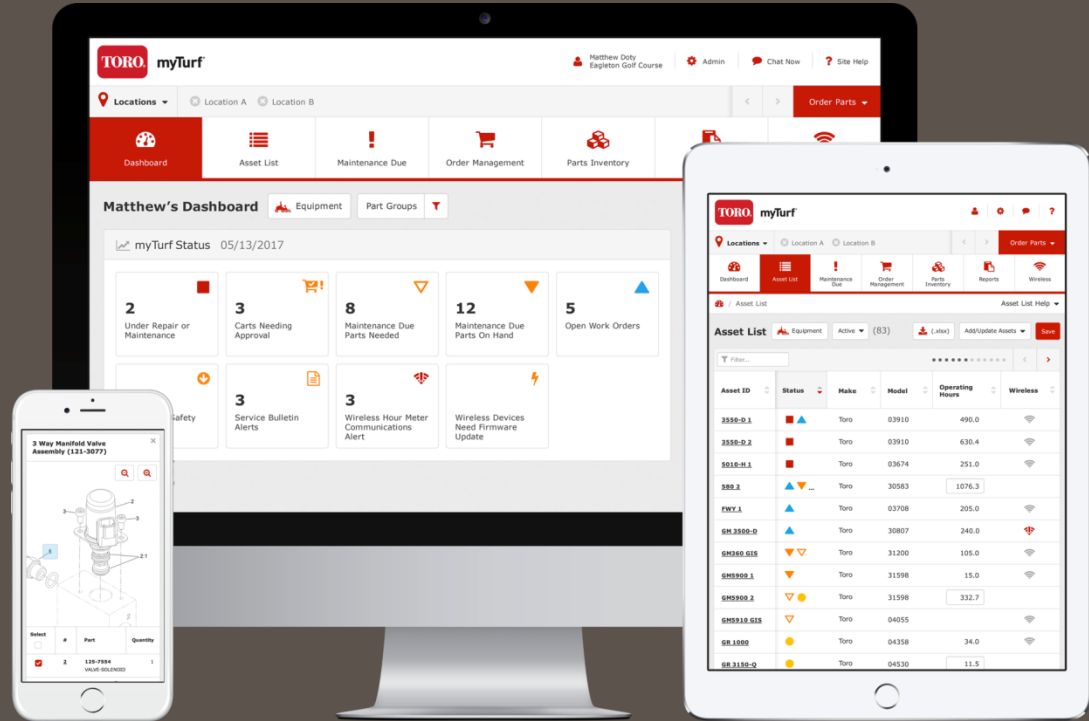 TORO. myTurf
Matthew Doty
Eagleton Golf Course
Admin
Chat Now
? Site Help
Locations
Location A
Location B
Order Parts
Dashboard
Asset List
Maintenance Due
Order Management
Parts Inventory
Matthew's Dashboard
Equipment
Part Groups
myTurf Status 05/13/2017
2
Under Repair or
Maintenance
3
Carts Needing
Approval
8
Maintenance Due
Parts Needed
12
Maintenance Due
Parts On Hand
5
Open Work Orders
Safety
3
Service Bulletin
Alerts
3
Wireless Hour Meter
Communications
Alert
Wireless Devices
Need Firmware
Update
3 Way Manifold Valve
Assembly (121-3077)
2
3
3
5
2:1
Select
#
Part
Quantity
2
125-7554
VALVE-SOLENOID
1
TORO. myTurf
?
Locations
Location A
Location B
Order Parts
Dashboard
Asset List
Maintenance
Due
Order
Management
Parts
Inventory
Reports
Wireless
/ Asset List
Asset List Help
Asset List
Equipment
Active
(83)
(.xlsx)
Add/Update Assets
Save
Filter...
Asset ID Status Make Model Operating Hours Wireless
3550-D 1 Toro 03910 490.0
3550-D 2 Toro 03910 630.4
5010-H 1 Toro 03674 251.0
580 2 ... Toro 30583 1076.3
FWY 1 Toro 03708 205.0
GM 3500-D Toro 30807 240.0
GM360 GIS Toro 31200 105.0
GM5900 1 Toro 31598 15.0
GM5900 2 Toro 31598 332.7
GM5910 GIS Toro 04055
GR 1000 Toro 04358 34.0
GR 3150-Q Toro 04530 11.5